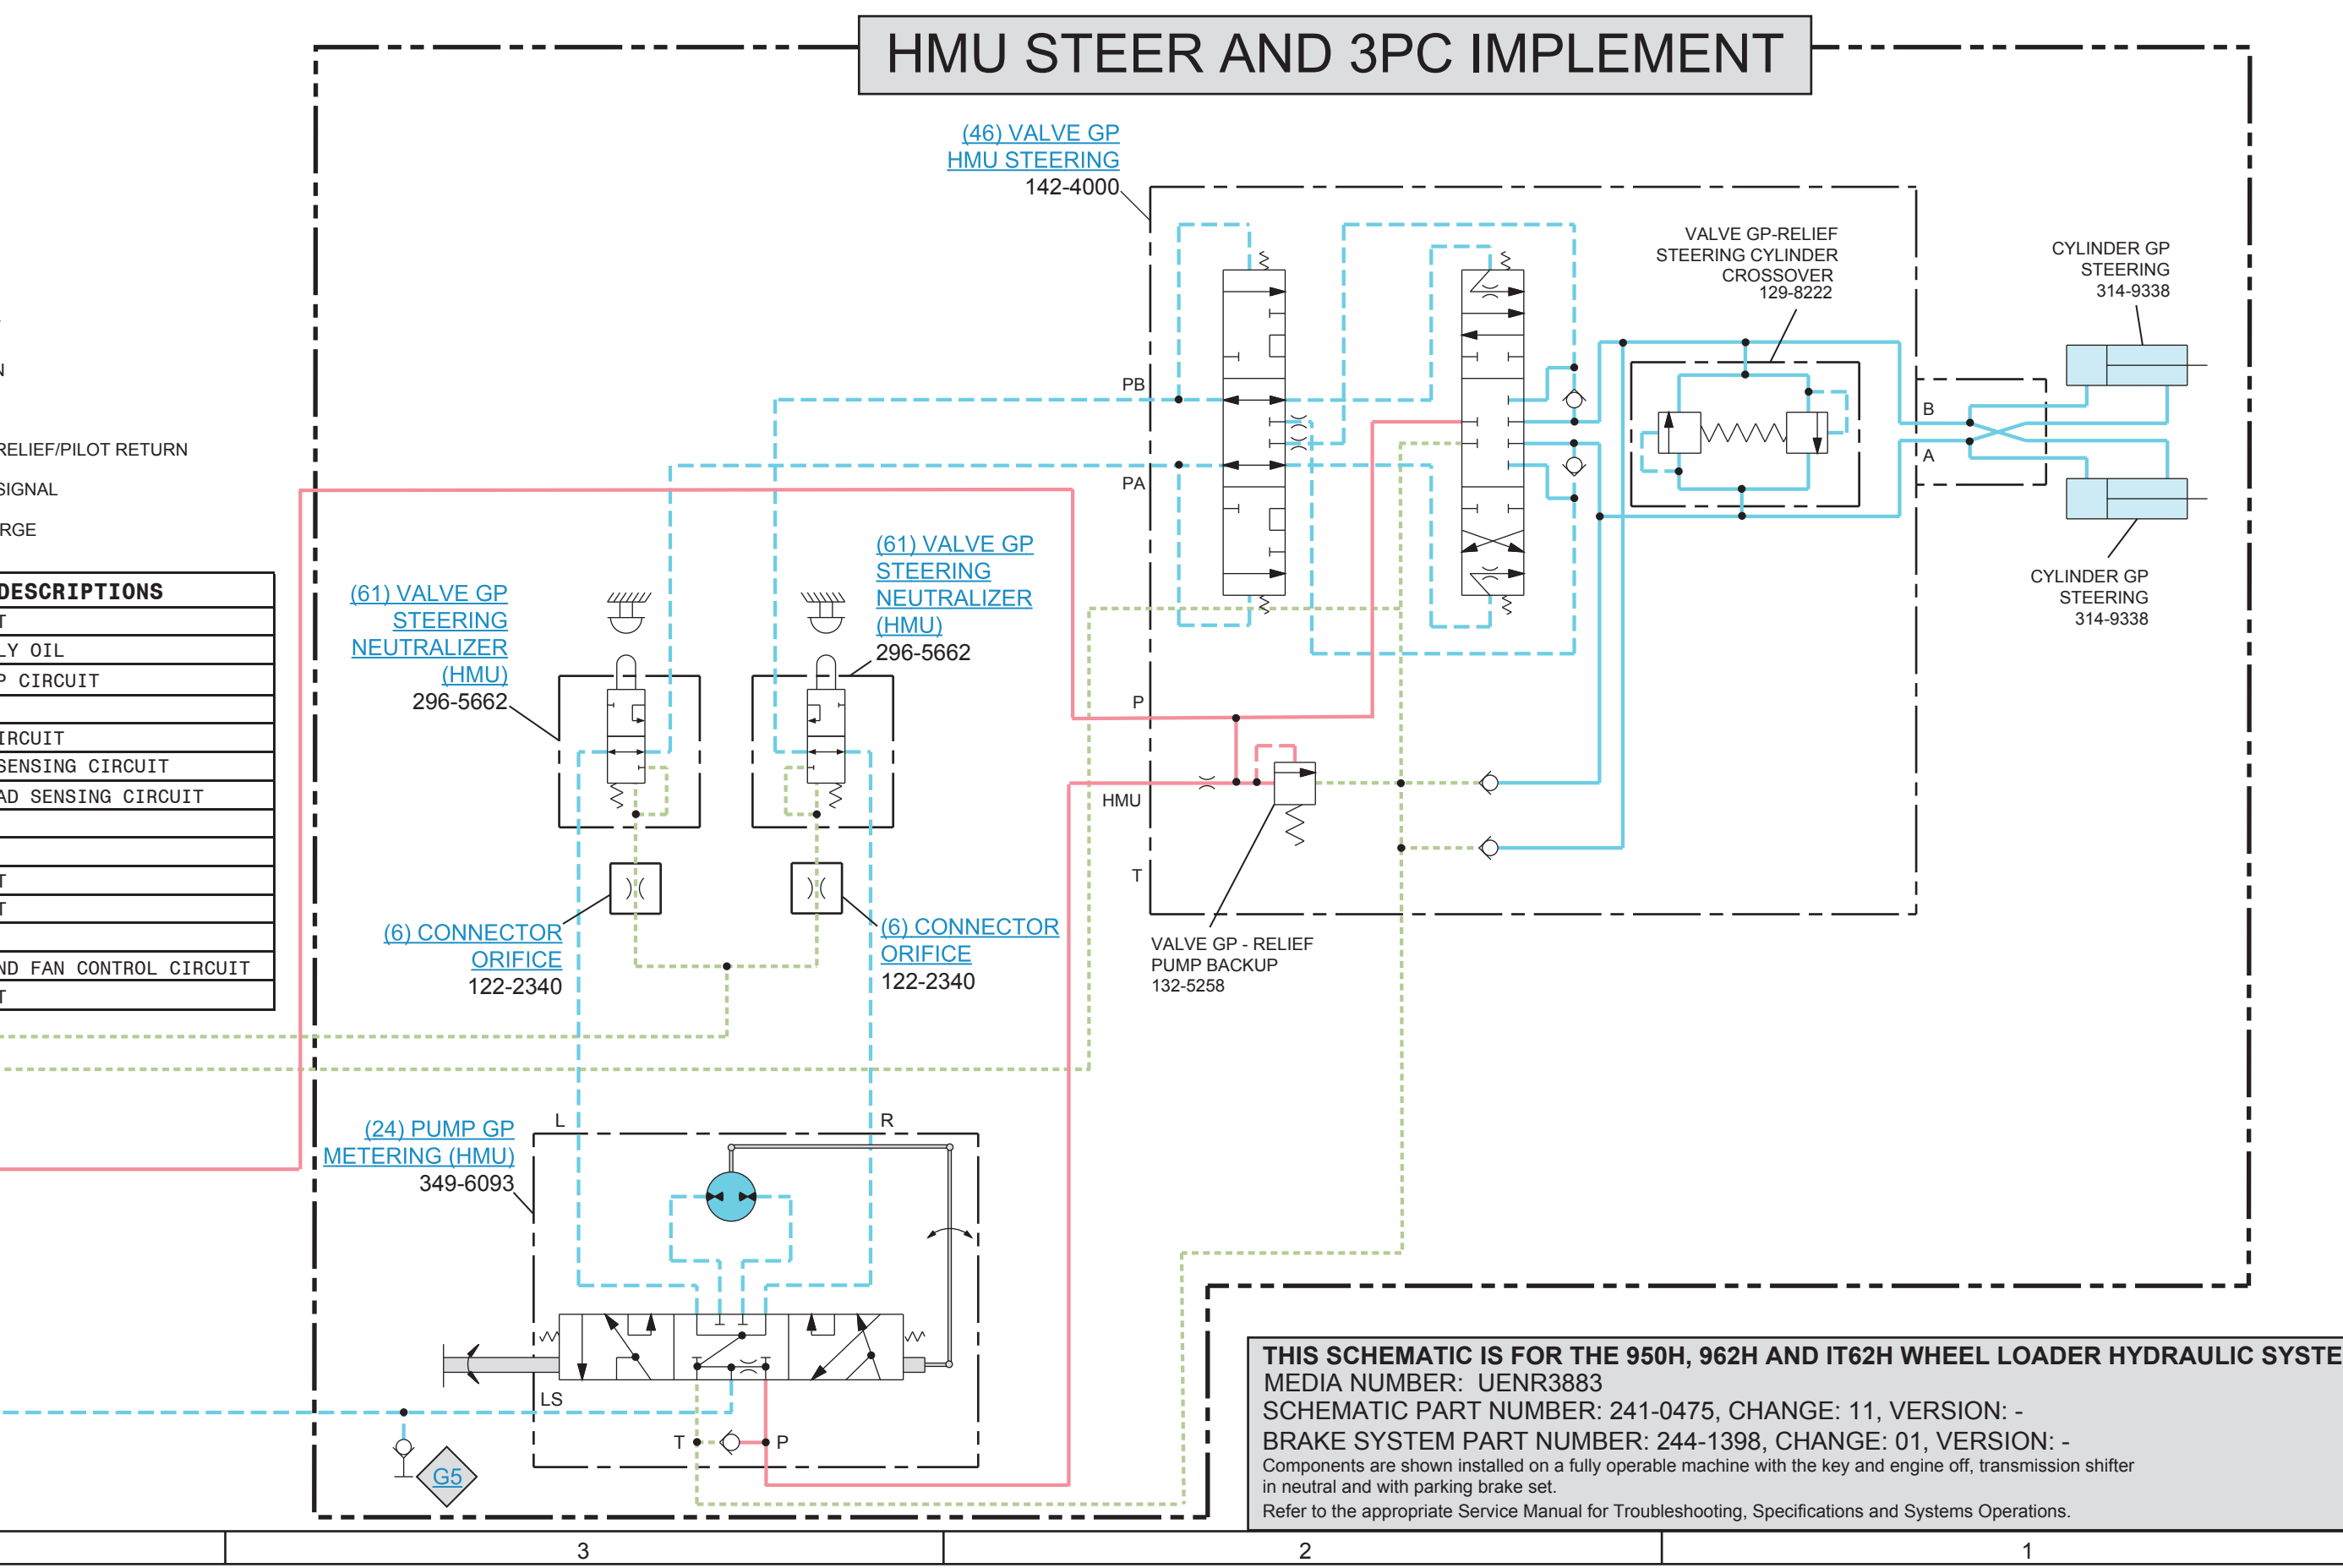 HMU STEER AND 3PC IMPLEMENT
(46) VALVE GP
HMU STEERING
142-4000
VALVE GP-RELIEF
STEERING CYLINDER
CROSSOVER
129-8222
CYLINDER GP
STEERING
314-9338
PB
PA
B
A
CYLINDER GP
STEERING
314-9338
RELIEF/PILOT RETURN
SIGNAL
RGE
DESCRIPTIONS
T
LY OIL
P CIRCUIT
IRCUIT
SENSING CIRCUIT
AD SENSING CIRCUIT
T
T
ND FAN CONTROL CIRCUIT
T
(61) VALVE GP
STEERING
NEUTRALIZER
(HMU)
296-5662
(61) VALVE GP
STEERING
NEUTRALIZER
(HMU)
296-5662
P
HMU
T
(6) CONNECTOR
ORIFICE
122-2340
(6) CONNECTOR
ORIFICE
122-2340
VALVE GP - RELIEF
PUMP BACKUP
132-5258
L
R
(24) PUMP GP
METERING (HMU)
349-6093
LS
T
P
G5
THIS SCHEMATIC IS FOR THE 950H, 962H AND IT62H WHEEL LOADER HYDRAULIC SYSTE
MEDIA NUMBER: UENR3883
SCHEMATIC PART NUMBER: 241-0475, CHANGE: 11, VERSION: -
BRAKE SYSTEM PART NUMBER: 244-1398, CHANGE: 01, VERSION: -
Components are shown installed on a fully operable machine with the key and engine off, transmission shifter
in neutral and with parking brake set.
Refer to the appropriate Service Manual for Troubleshooting, Specifications and Systems Operations.
3
2
1